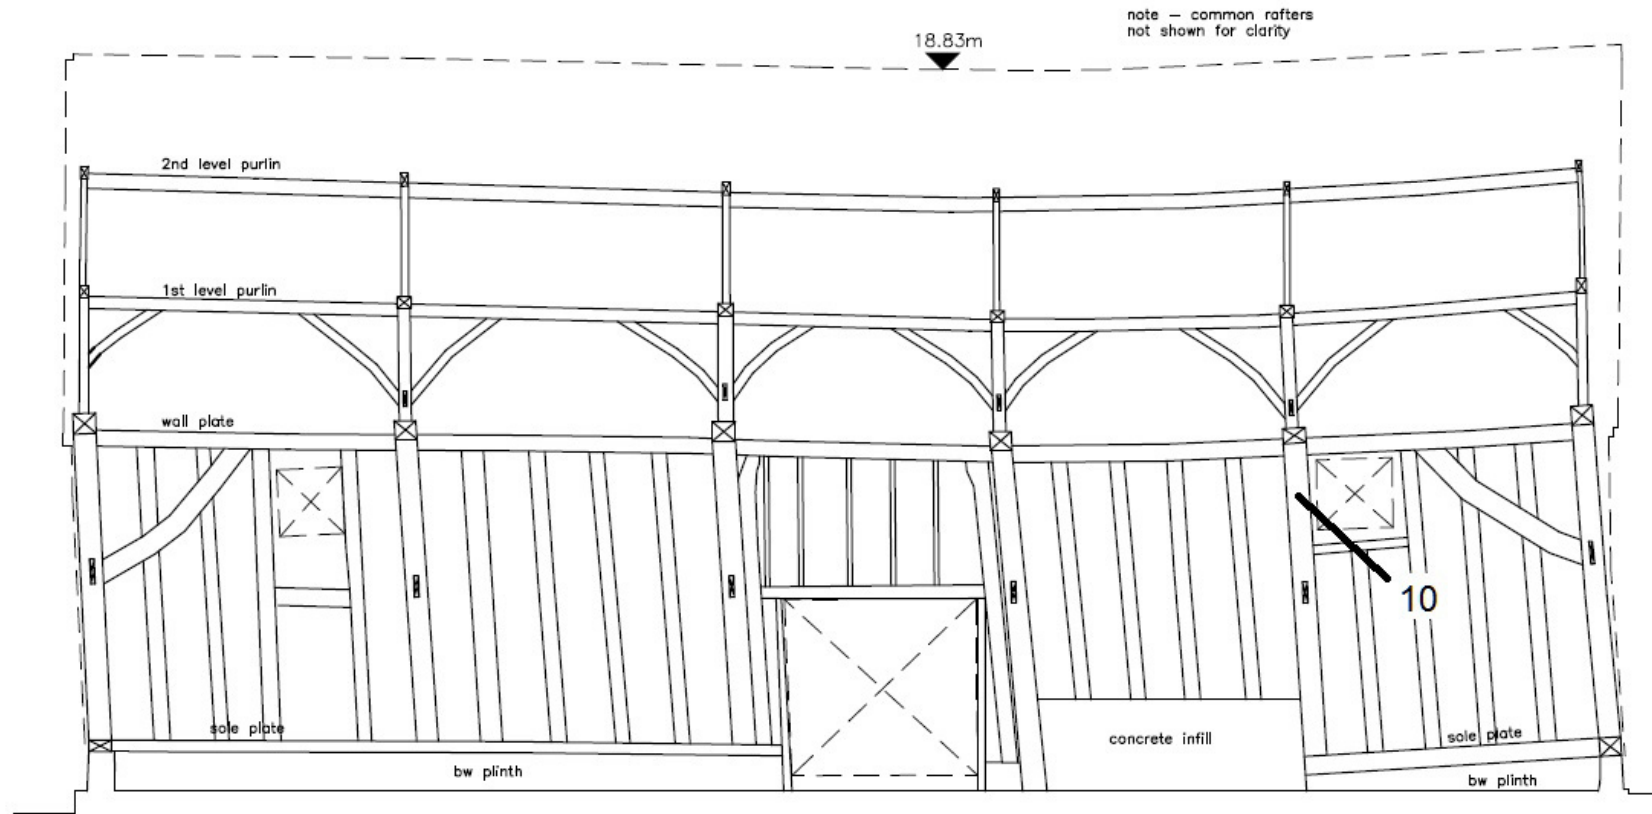 note – common rafters
not shown for clarity
18.83m
2nd level purlin
1st level purlin
wall plate
10
sole plate
concrete infill
sole plate
bw plinth
bw plinth